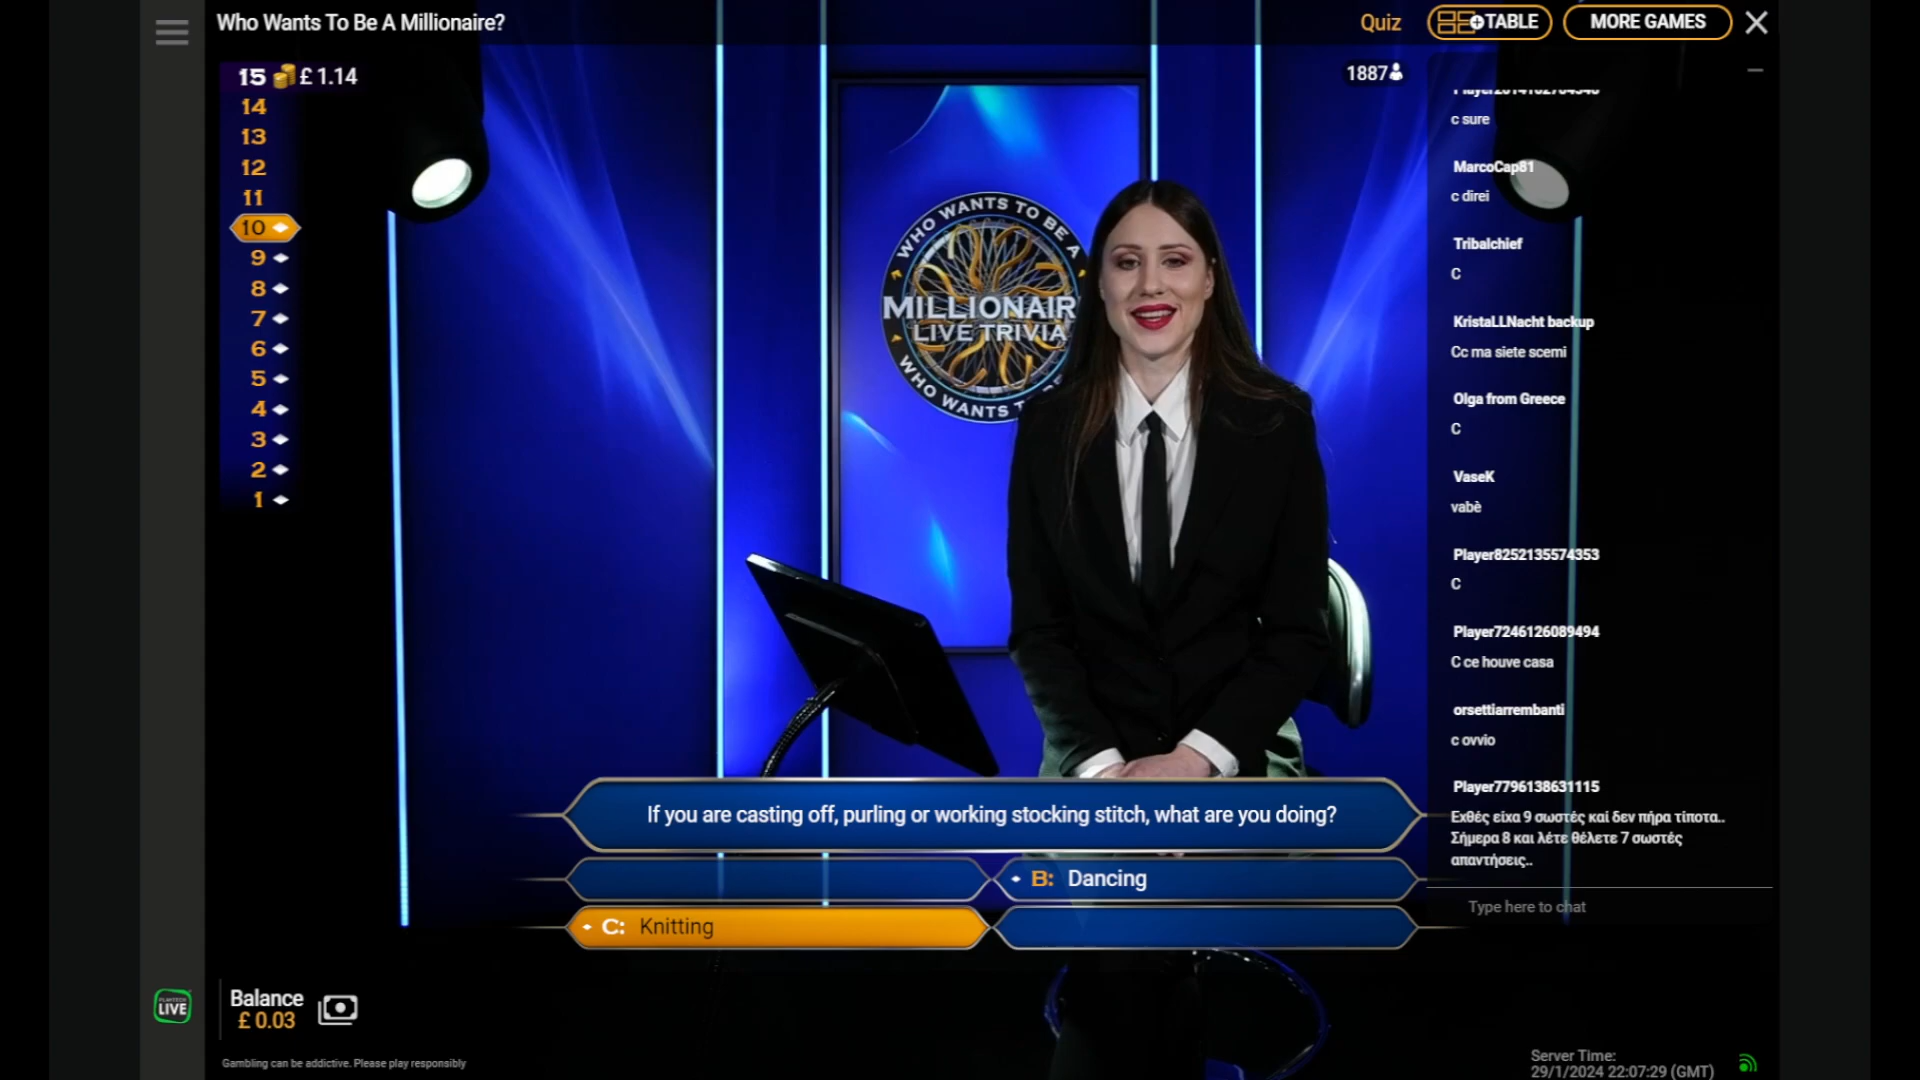 Who Wants To Be A Millionaire?
Quiz
TABLE
MORE GAMES
15 £ 1.14
14
13
12
11
10
9
8
7
6
5
4
3
2
1
1887
WHO WANTS TO BE A
MILLIONAIR
LIVE TRIVIA
WHO WANTS T
c sure
MarcoCap81
c direi
Tribalchief
C
KristaLLNacht backup
Cc ma siete scemi
Olga from Greece
C
VaseK
vabè
Player8252135574353
C
Player7246126089494
C ce houve casa
orsettiarrembanti
c ovvio
Player7796138631115
Εχθές είχα 9 σωστές καί δεν πήρα τίποτα..
Σήμερα 8 και λέτε θέλετε 7 σωστές
απαντήσεις..
Type here to chat
If you are casting off, purling or working stocking stitch, what are you doing?
B: Dancing
C: Knitting
PLAYTECH
LIVE
Balance
£ 0.03
Gambling can be addictive. Please play responsibly
Server Time:
29/1/2024 22:07:29 (GMT)